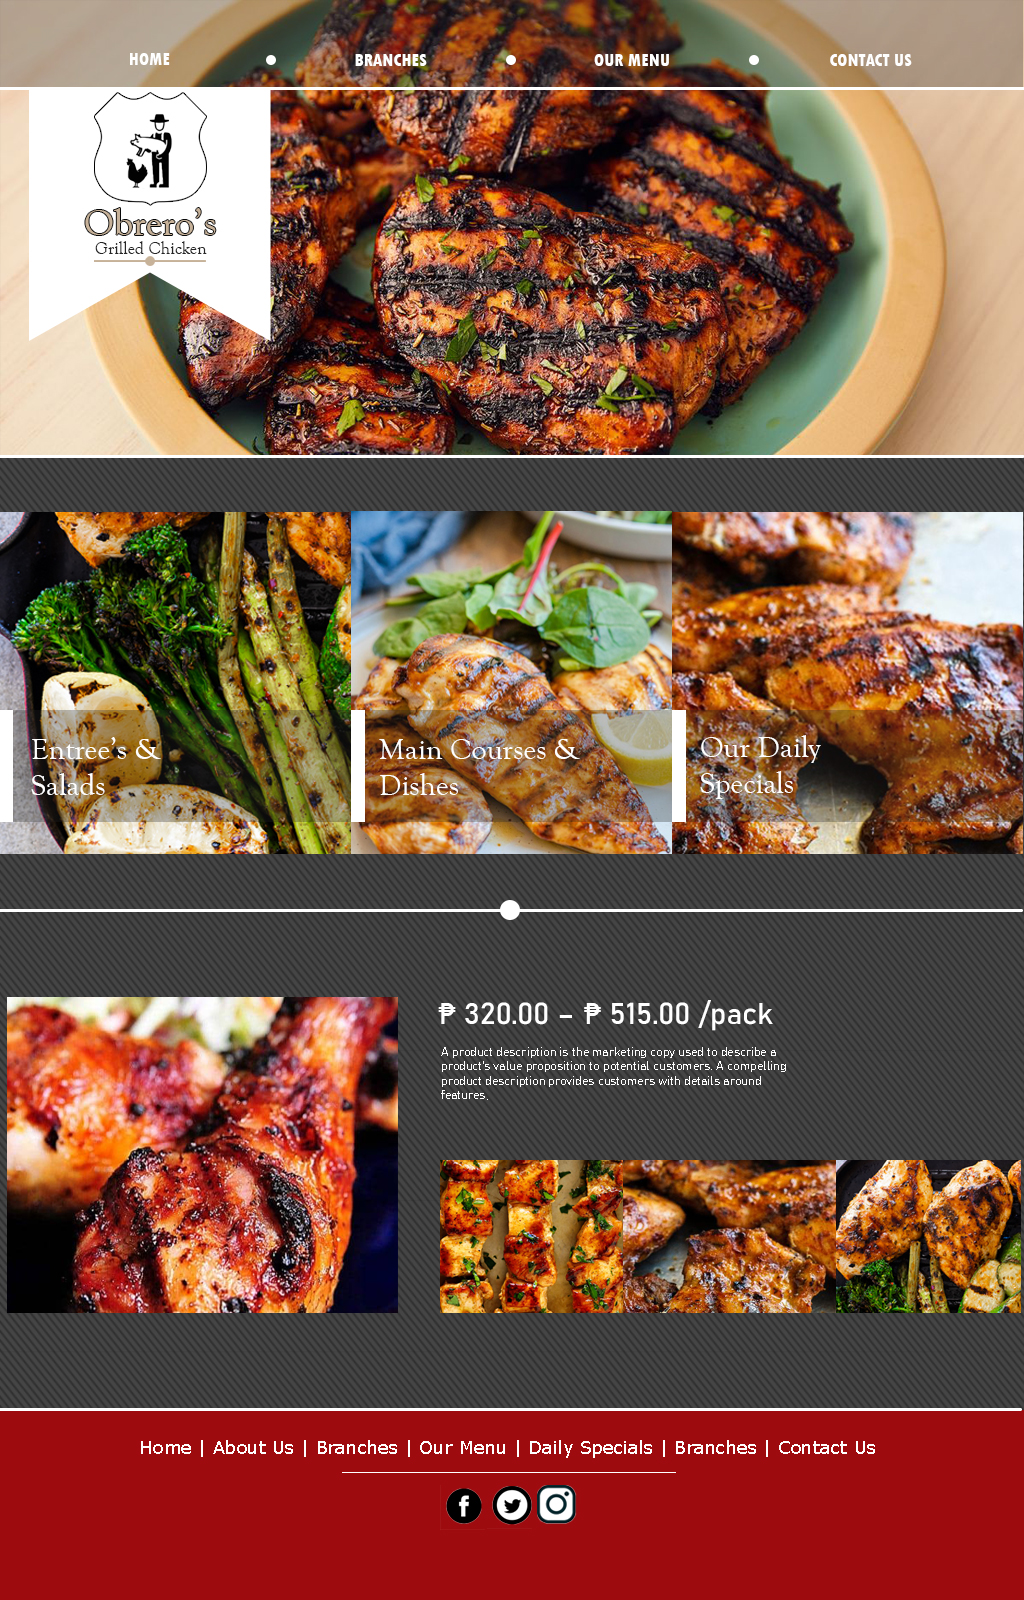 HOME
BRANCHES
OUR MENU
CONTACT US
Obrero's
Grilled Chicken
Entree's &
Salads
Main Courses &
Dishes
Our Daily
Specials
₱ 320.00 – ₱ 515.00 /pack
A product description is the marketing copy used to describe a
product's value proposition to potential customers. A compelling
product description provides customers with details around
features.
Home | About Us | Branches | Our Menu | Daily Specials | Branches | Contact Us